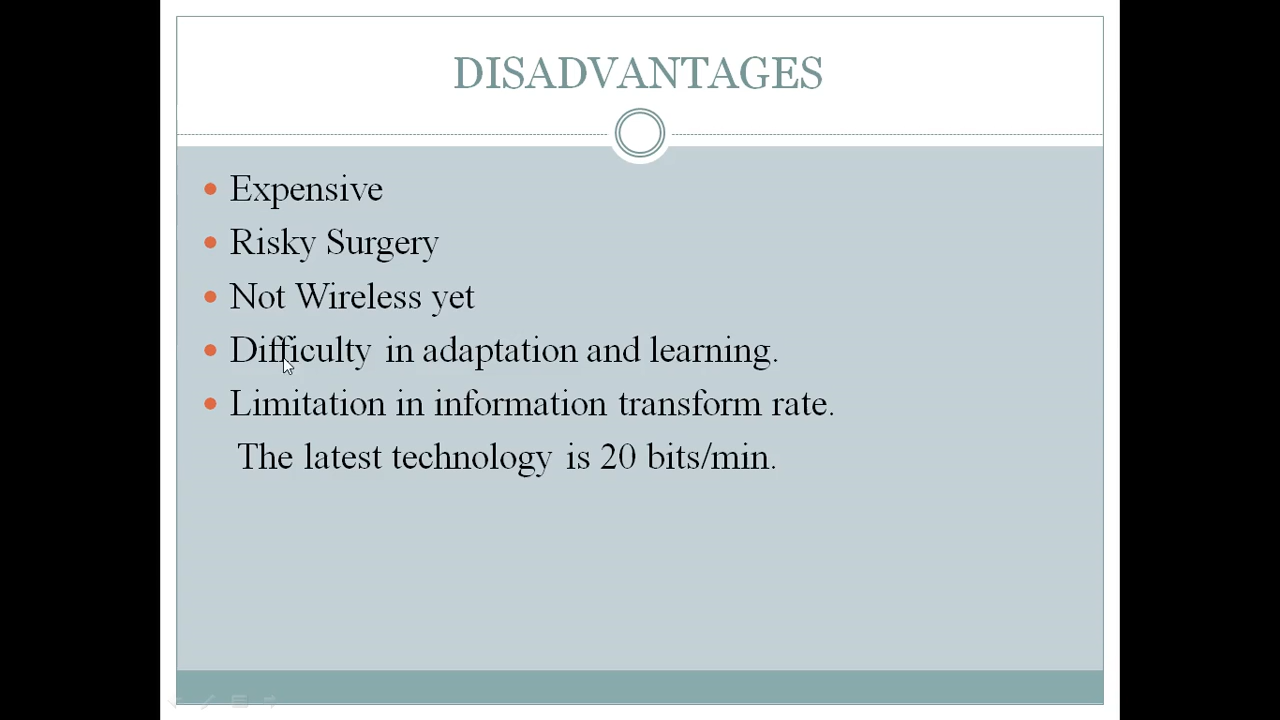 DISADVANTAGES
Expensive
Risky Surgery
Not Wireless yet
Difficulty in adaptation and learning.
Limitation in information transform rate.
The latest technology is 20 bits/min.